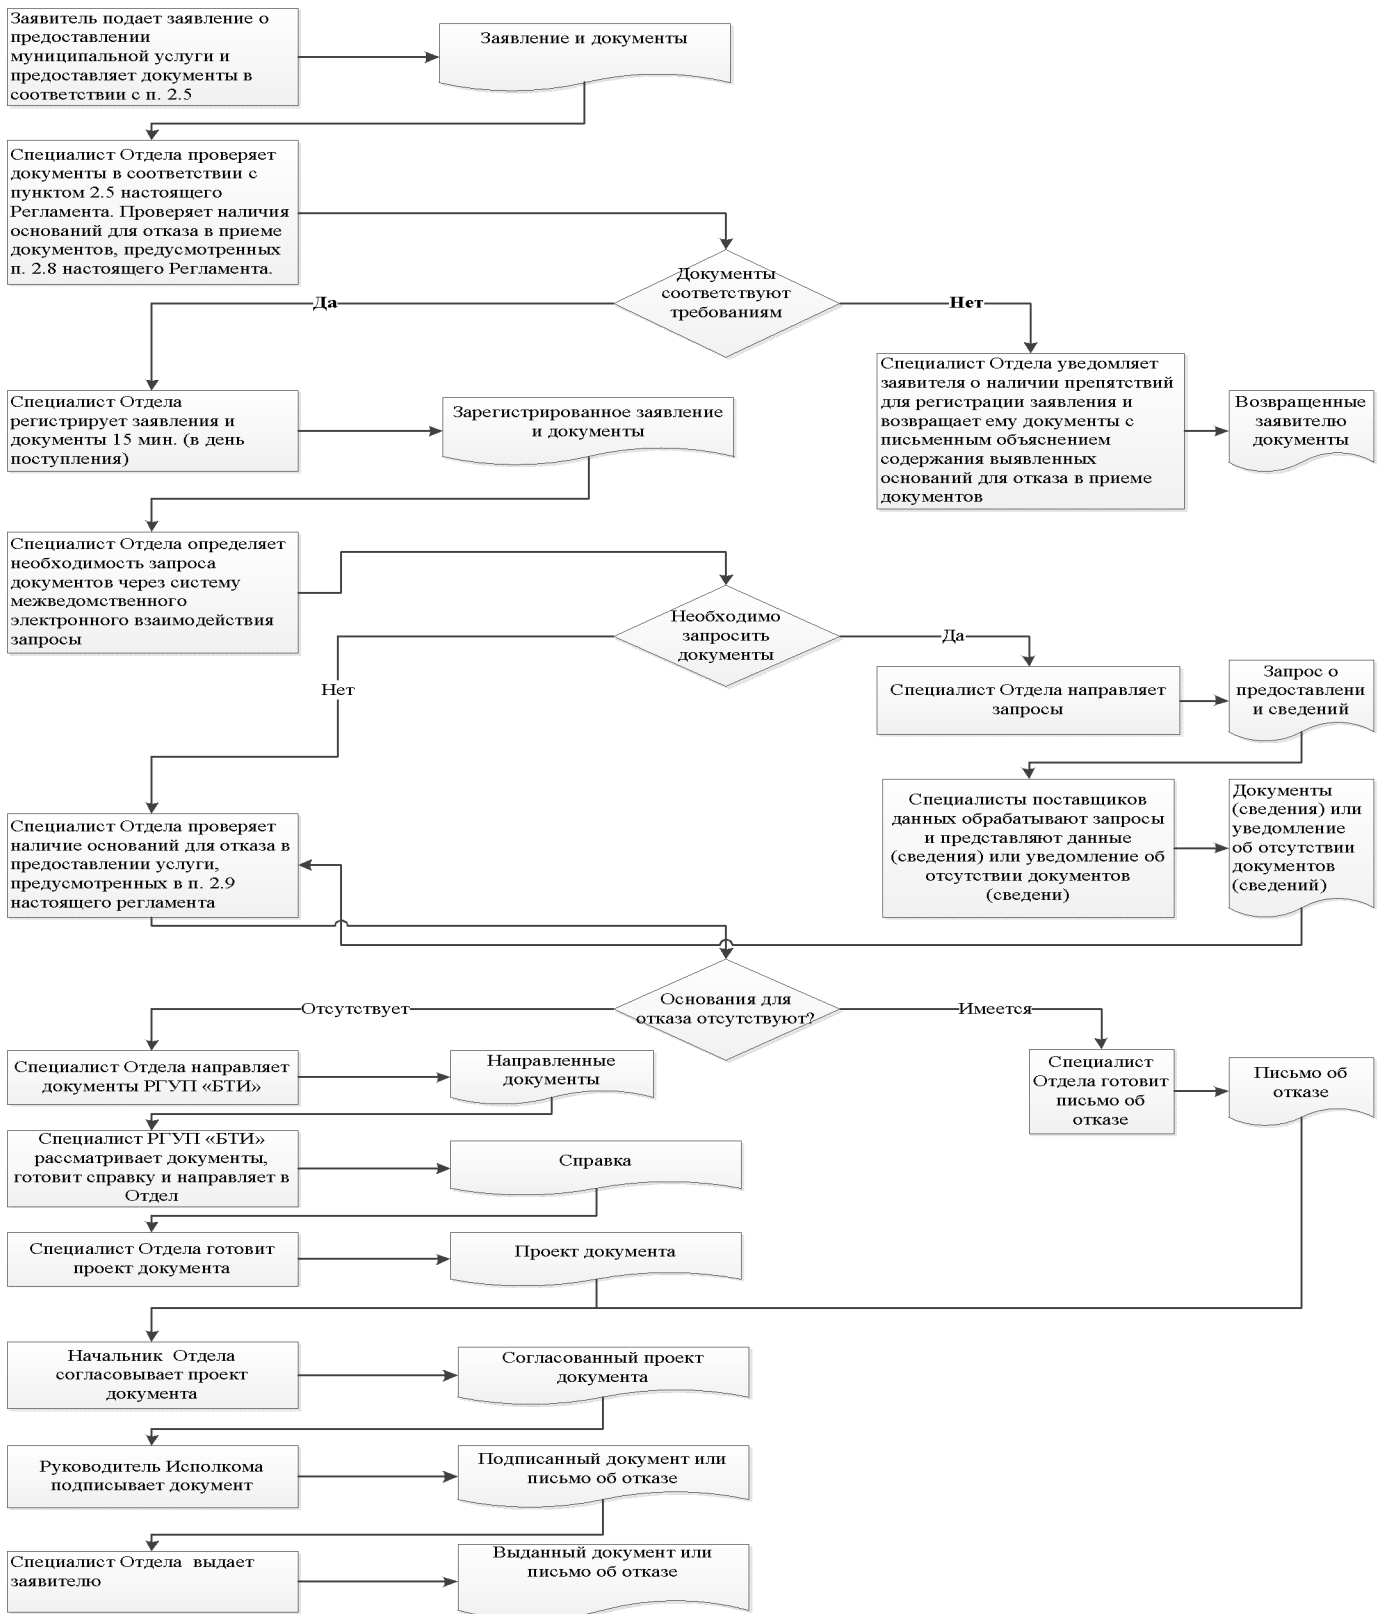 Заявитель подает заявление о
предоставлении
муниципальной услуги и
предоставляет документы в
соответствии с п. 2.5
Заявление и документы
Специалист Отдела проверяет
документы в соответствии с
пунктом 2.5 настоящего
Регламента. Проверяет наличия
оснований для отказа в приеме
документов, предусмотренных
п. 2.8 настоящего Регламента.
Документы
соответствуют
требованиям
Да
Нет
Специалист Отдела
регистрирует заявления и
документы 15 мин. (в день
поступления)
Зарегистрированное заявление
и документы
Специалист Отдела уведомляет
заявителя о наличии препятствий
для регистрации заявления и
возвращает ему документы с
письменным объяснением
содержания выявленных
оснований для отказа в приеме
документов
Возвращенные
заявителю
документы
Специалист Отдела определяет
необходимость запроса
документов через систему
межведомственного
электронного взаимодействия
запросы
Необходимо
запросить
документы
Да
Нет
Специалист Отдела направляет
запросы
Запрос о
предоставлени
и сведений
Специалисты поставщиков
данных обрабатывают запросы
и представляют данные
(сведения) или уведомление об
отсутствии документов
(сведени)
Документы
(сведения) или
уведомление
об отсутствии
документов
(сведений)
Специалист Отдела проверяет
наличие оснований для отказа в
предоставлении услуги,
предусмотренных в п. 2.9
настоящего регламента
Основания для
отказа отсутствуют?
Отсутствует
Имеется
Специалист Отдела направляет
документы РГУП «БТИ»
Направленные
документы
Специалист
Отдела готовит
письмо об
отказе
Письмо об
отказе
Специалист РГУП «БТИ»
рассматривает документы,
готовит справку и направляет в
Отдел
Справка
Специалист Отдела готовит
проект документа
Проект документа
Начальник  Отдела
согласовывает проект
документа
Согласованный проект
документа
Руководитель Исполкома
подписывает документ
Подписанный документ или
письмо об отказе
Специалист Отдела  выдает
заявителю
Выданный документ или
письмо об отказе